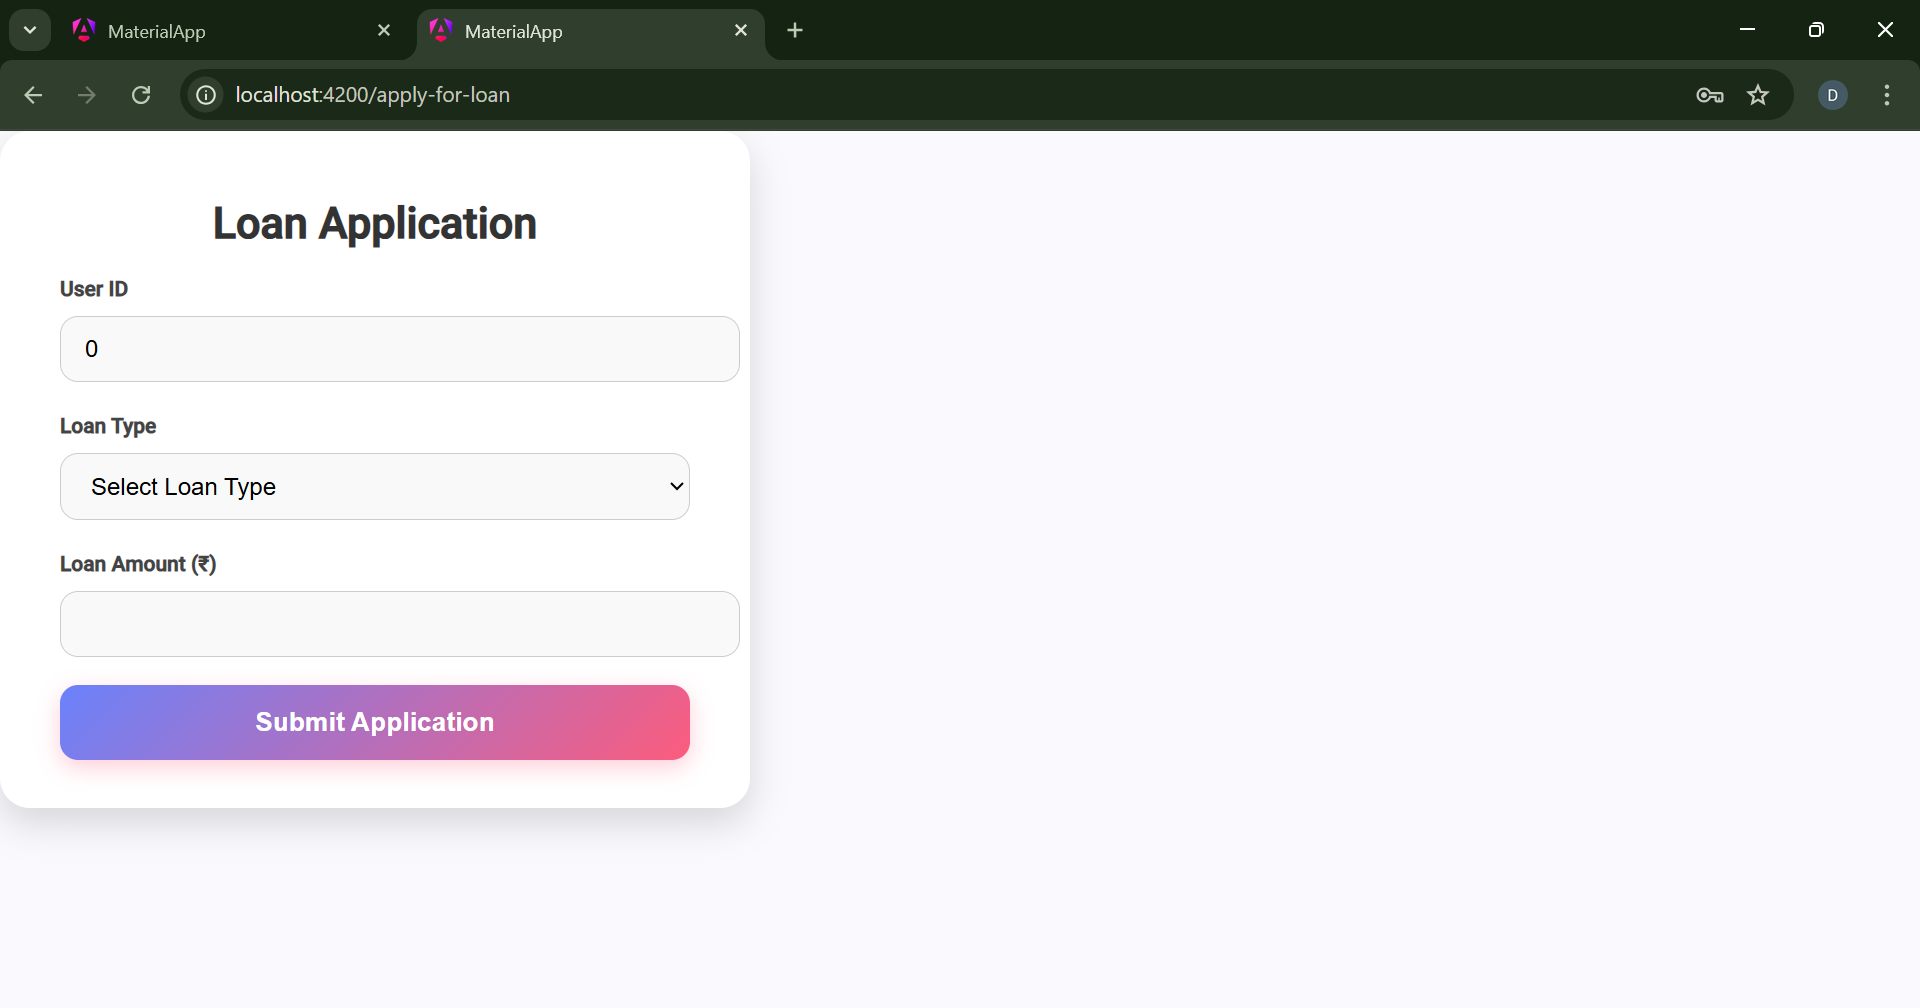 MaterialApp
MaterialApp
localhost:4200/apply-for-loan
D
Loan Application
User ID
0
Loan Type
Select Loan Type
Loan Amount (₹)
Submit Application